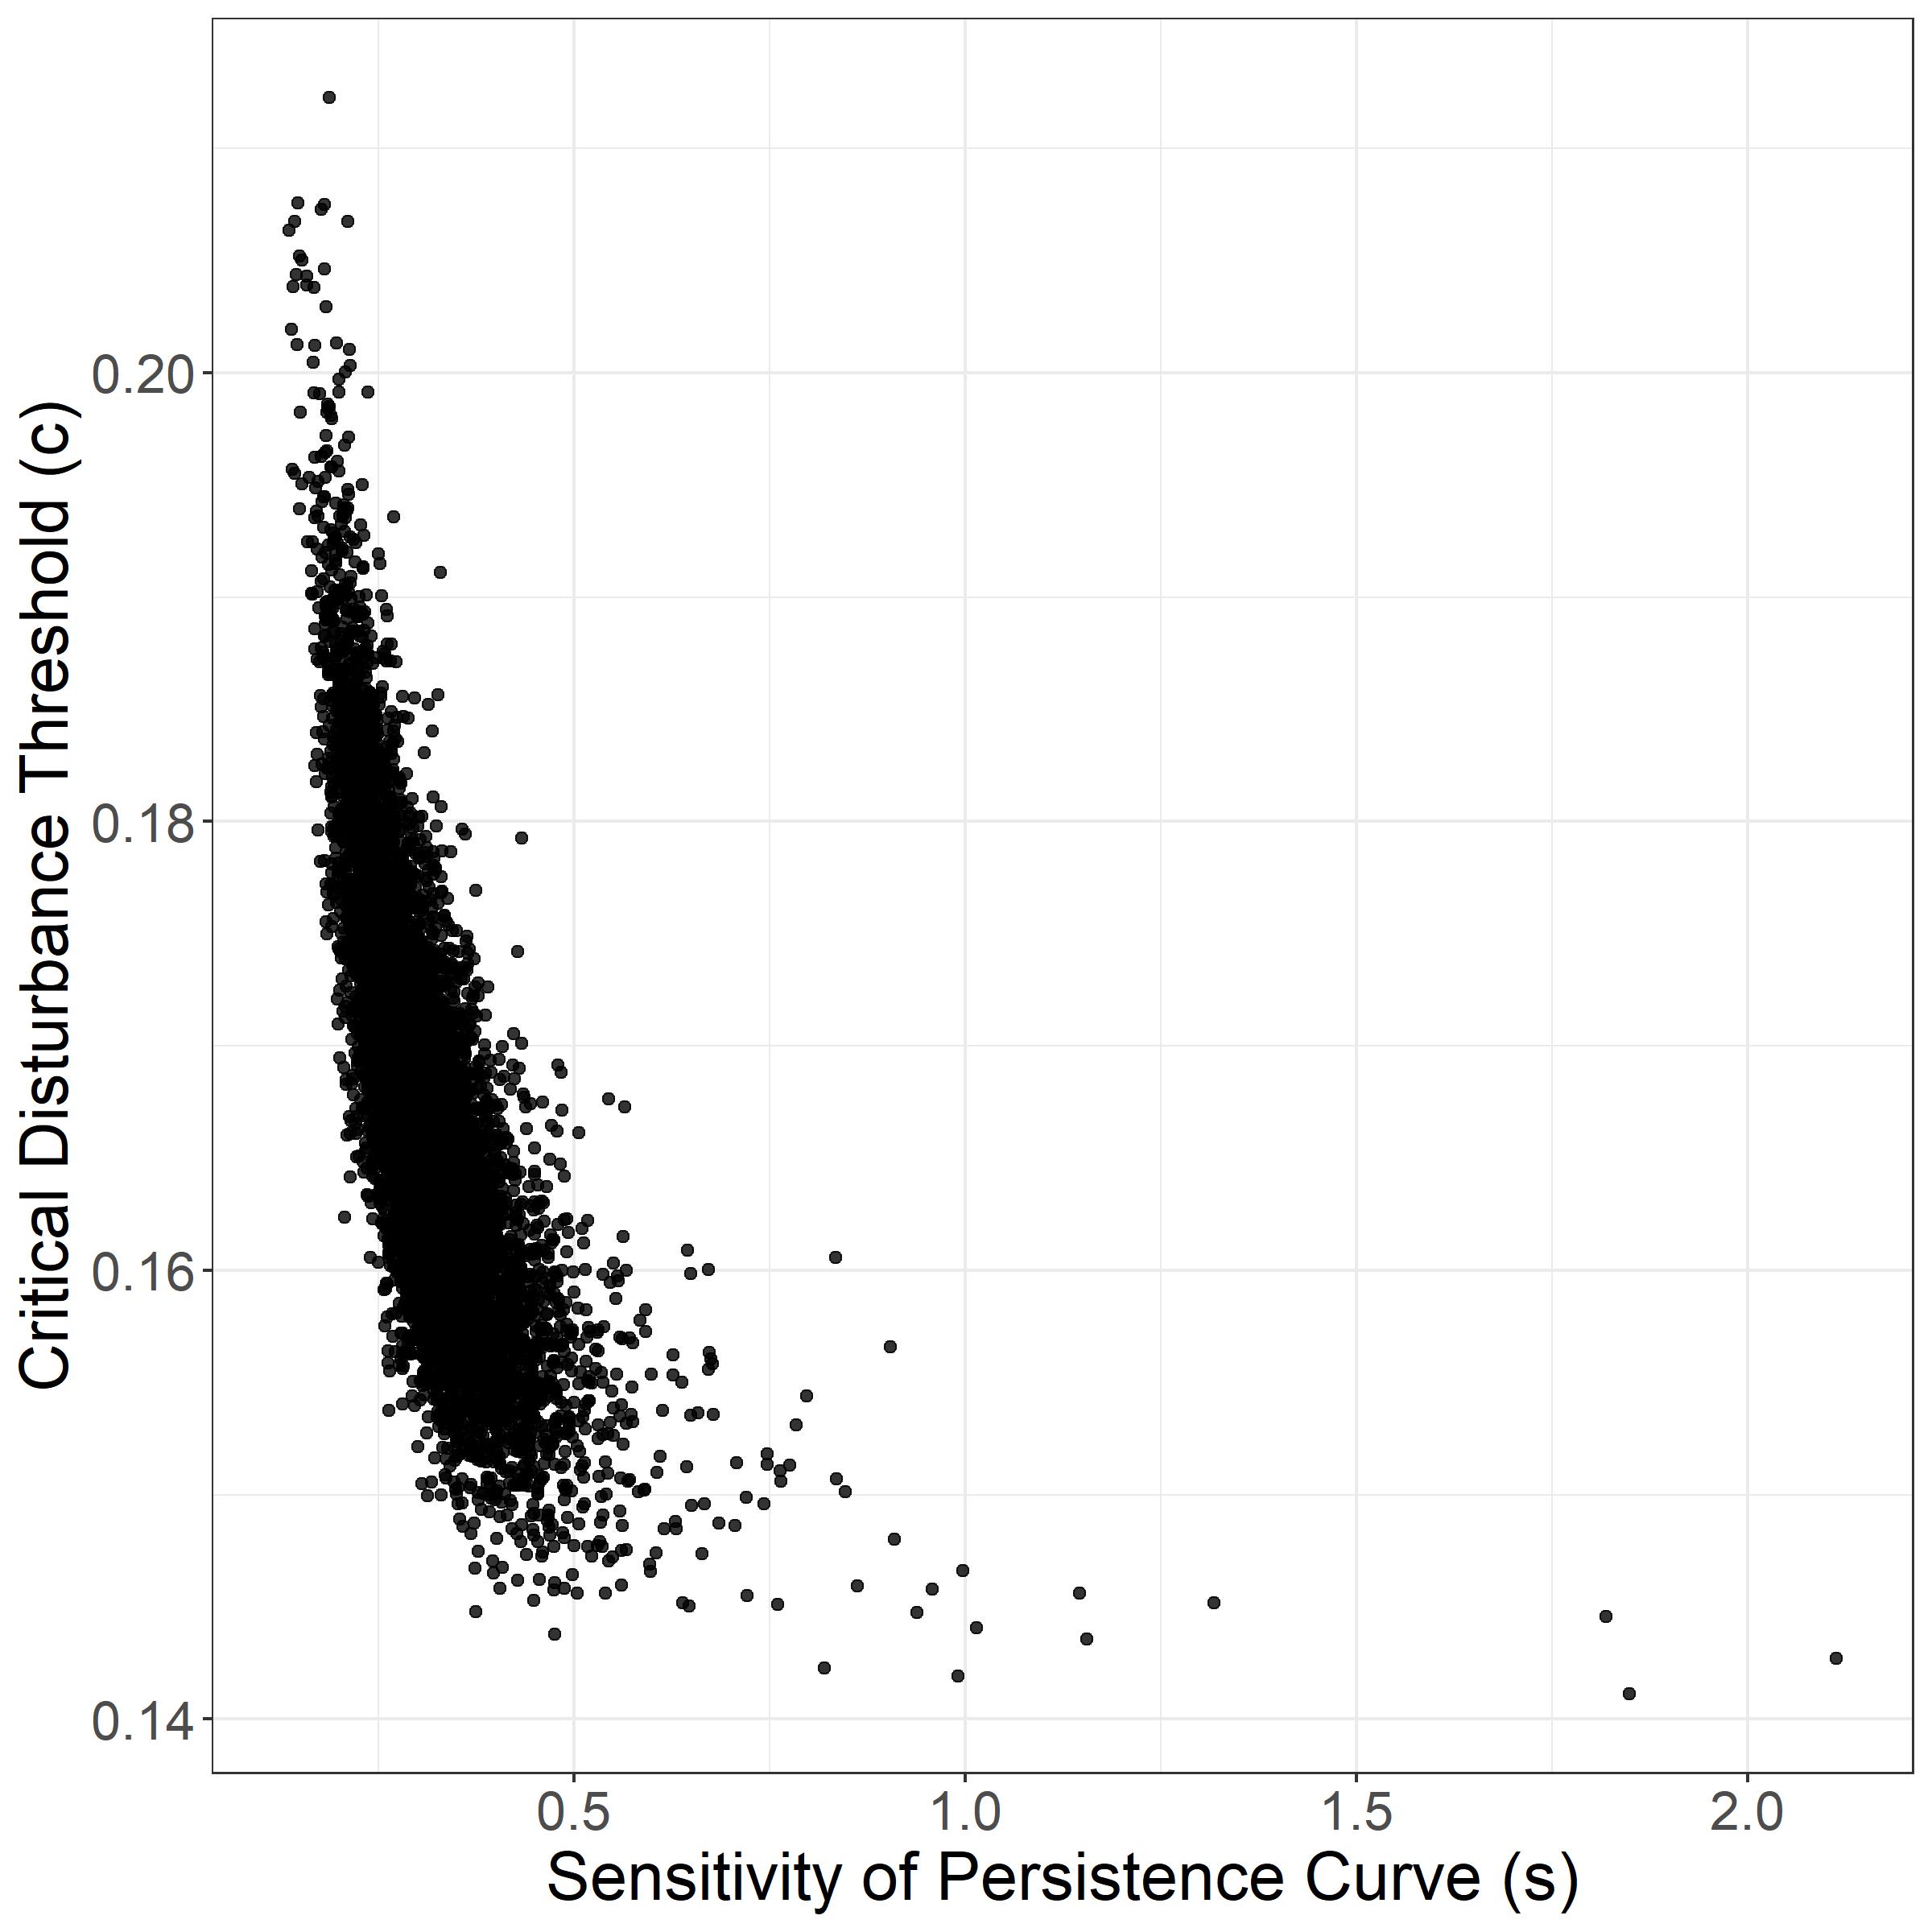 Critical Disturbance Threshold (c)
0.20
0.18
0.16
0.14
0.5 1.0 1.5 2.0
Sensitivity of Persistence Curve (s)